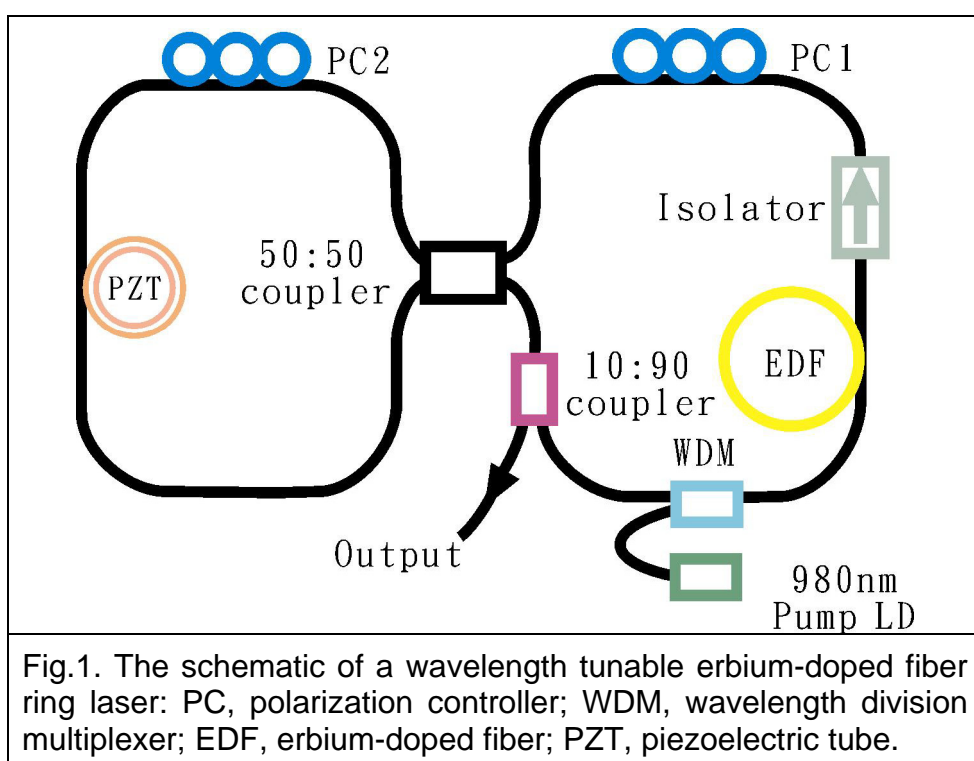 PC2
PC1
Isolator
50:50
coupler
PZT
10:90
coupler
EDF
WDM
Output
980nm
Pump LD
Fig.1. The schematic of a wavelength tunable erbium-doped fiber
ring laser: PC, polarization controller; WDM, wavelength division
multiplexer; EDF, erbium-doped fiber; PZT, piezoelectric tube.